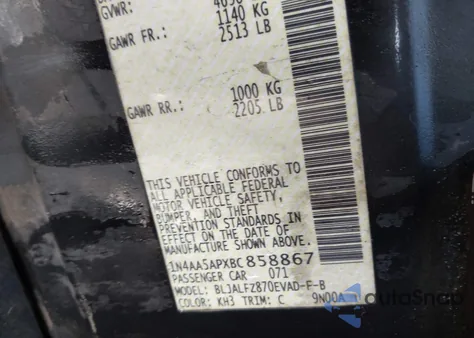 GVWR:
1140 KG
GAWR FR.: 2513 LB
1000 KG
GAWR RR.: 2205 LB
THIS VEHICLE CONFORMS TO
ALL APPLICABLE FEDERAL
MOTOR VEHICLE SAFETY,
BUMPER, AND THEFT
PREVENTION STANDARDS IN
EFFECT ON THE DATE OF
MANUFACTURE SHOWN ABOVE.
1N4AA5APXBC858867
PASSENGER CAR 071
MODEL: BLJALFZ870EVAD-F-B
COLOR: KH3 TRIM: C 9N00A
AutoSnap